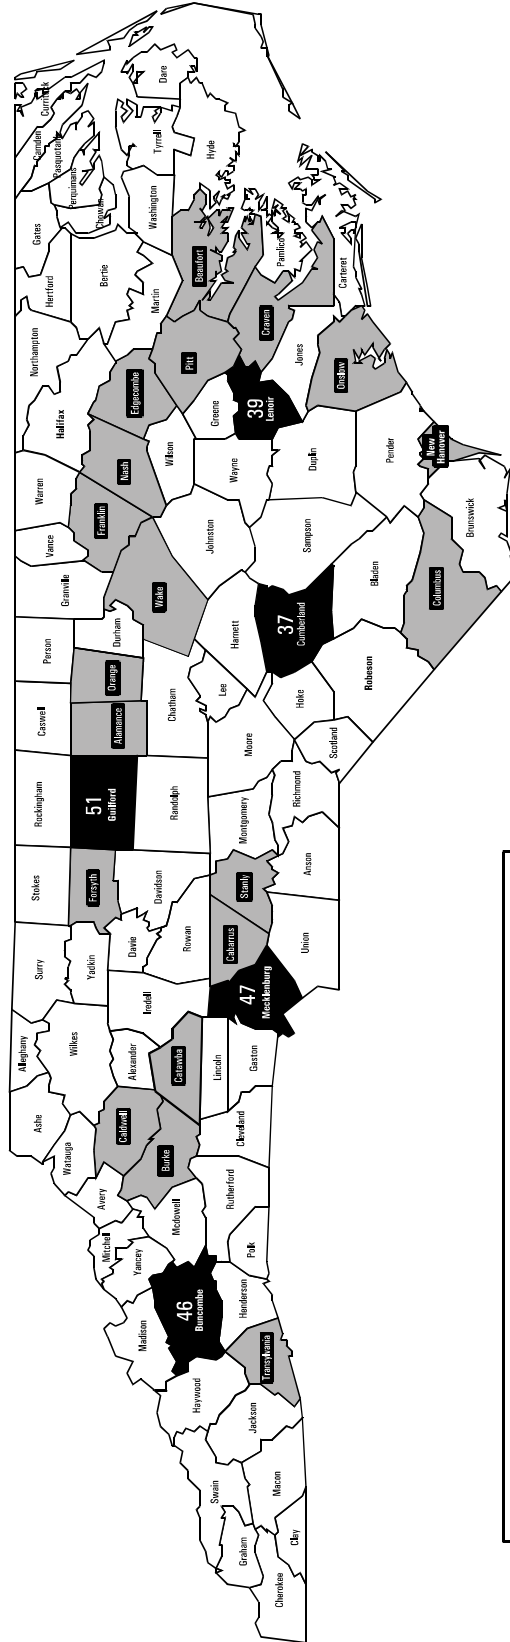 Cherokee
Graham
Clay
Swain
Macon
Jackson
Haywood
Transylvania
Madison
46
Buncombe
Henderson
Yancey
Mitchell
Polk
Mcdowell
Rutherford
Avery
Burke
Watauga
Caldwell
Cleveland
Ashe
Alleghany
Wilkes
Alexander
Catawba
Lincoln
Gaston
Surry
Yadkin
Iredell
Davie
Rowan
47
Mecklenburg
Cabarrus
Union
Stokes
Forsyth
Davidson
Stanly
Anson
Rockingham
51
Guilford
Randolph
Montgomery
Richmond
Caswell
Alamance
Chatham
Moore
Scotland
Person
Orange
Durham
Lee
Hoke
Robeson
Granville
Wake
Harnett
37
Cumberland
Bladen
Columbus
Vance
Franklin
Johnston
Sampson
Brunswick
Warren
Nash
Wilson
Wayne
Duplin
Pender
New
Hanover
Halifax
Edgecombe
Greene
39
Lenoir
Onslow
Northampton
Pitt
Jones
Craven
Hertford
Bertie
Martin
Beaufort
Pamlico
Carteret
Gates
Chowan
Perquimans
Pasquotank
Camden
Currituck
Washington
Tyrrell
Hyde
Dare